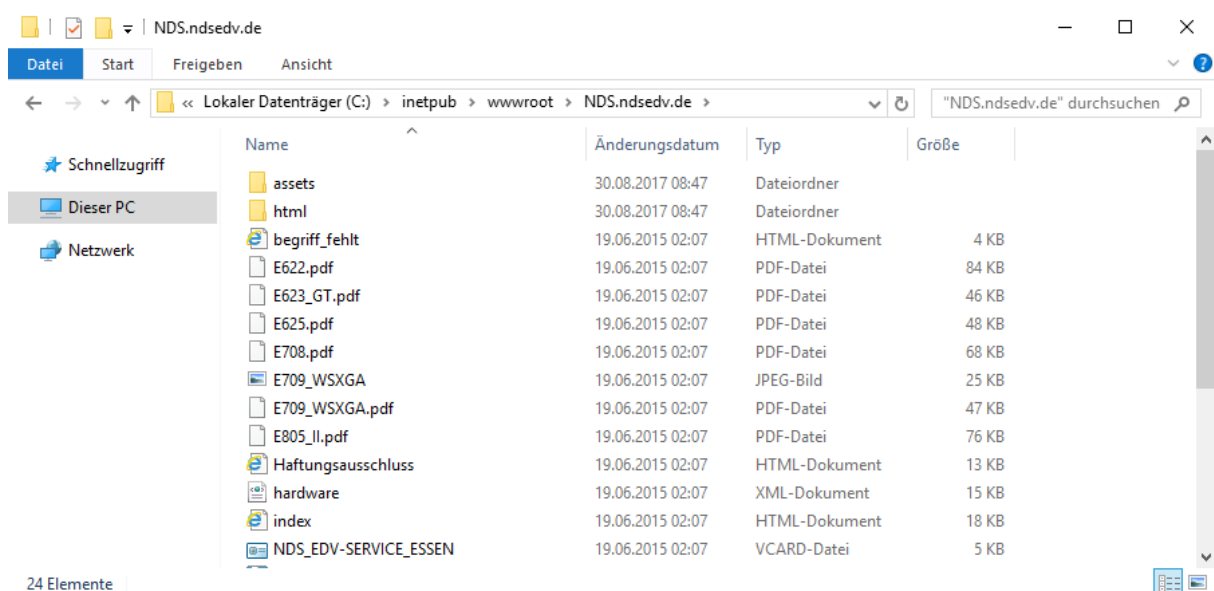 NDS.ndsedv.de
Datei Start Freigeben Ansicht
« Lokaler Datenträger (C:) > inetpub > wwwroot > NDS.ndsedv.de > "NDS.ndsedv.de" durchsuchen
Schnellzugriff
Dieser PC
Netzwerk
Name Änderungsdatum Typ Größe
assets 30.08.2017 08:47 Dateiordner
html 30.08.2017 08:47 Dateiordner
begriff_fehlt 19.06.2015 02:07 HTML-Dokument 4 KB
E622.pdf 19.06.2015 02:07 PDF-Datei 84 KB
E623_GT.pdf 19.06.2015 02:07 PDF-Datei 46 KB
E625.pdf 19.06.2015 02:07 PDF-Datei 48 KB
E708.pdf 19.06.2015 02:07 PDF-Datei 68 KB
E709_WSXGA 19.06.2015 02:07 JPEG-Bild 25 KB
E709_WSXGA.pdf 19.06.2015 02:07 PDF-Datei 47 KB
E805_II.pdf 19.06.2015 02:07 PDF-Datei 76 KB
Haftungsausschluss 19.06.2015 02:07 HTML-Dokument 13 KB
hardware 19.06.2015 02:07 XML-Dokument 15 KB
index 19.06.2015 02:07 HTML-Dokument 18 KB
NDS_EDV-SERVICE_ESSEN 19.06.2015 02:07 VCARD-Datei 5 KB
24 Elemente